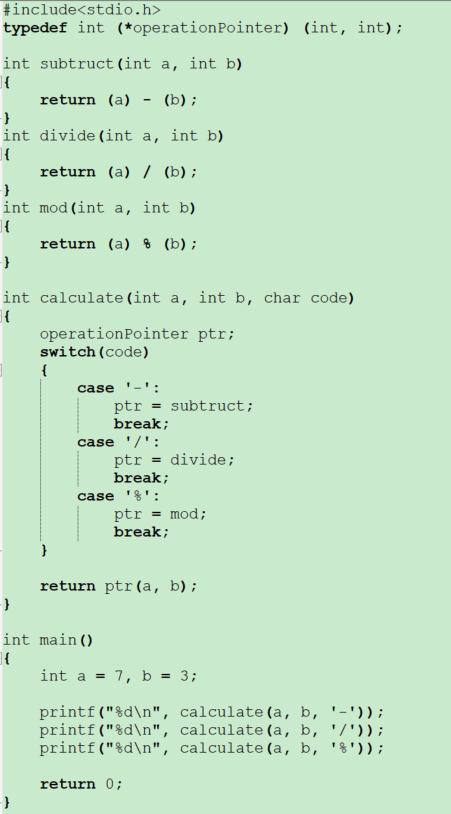 #include<stdio.h>
typedef int (*operationPointer) (int, int);
int subtruct(int a, int b)
{
return (a) - (b);
}
int divide(int a, int b)
{
return (a) / (b);
}
int mod(int a, int b)
{
return (a) % (b);
}
int calculate(int a, int b, char code)
{
operationPointer ptr;
switch(code)
{
case '-':
ptr = subtruct;
break;
case '/':
ptr = divide;
break;
case '%':
ptr = mod;
break;
}
return ptr(a, b);
}
int main()
{
int a = 7, b = 3;
printf("%d\n", calculate(a, b, '-'));
printf("%d\n", calculate(a, b, '/'));
printf("%d\n", calculate(a, b, '%'));
return 0;
}